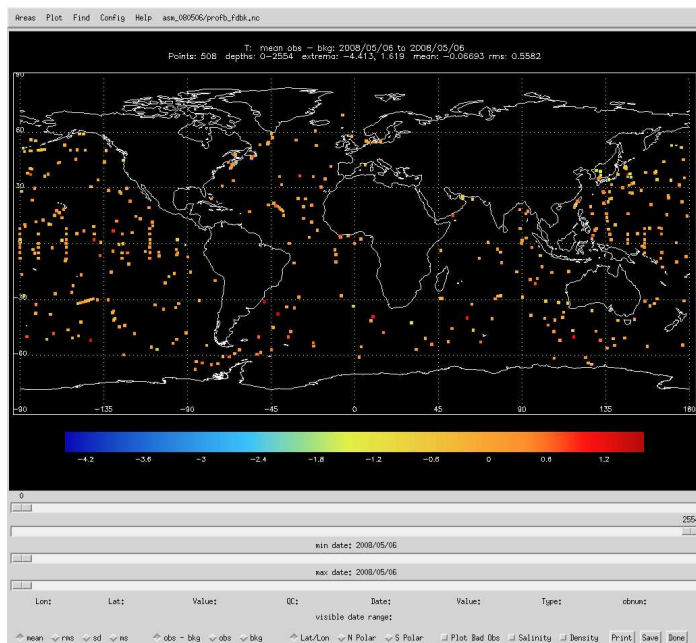 Areas Plot Find Config Help asm_080506/profb_fdbk.nc
T: mean obs - bkg: 2008/05/06 to 2008/05/06
Points: 508 depths: 0-2554 extrema: -4.413, 1.619 mean: -0.06693 rms: 0.5582
90
60
30
0
-30
-60
-90 -135 -90 -45 0 45 90 135 180
-4.2 -3.6 -3 -2.4 -1.8 -1.2 -0.6 0 0.6 1.2
0
2554
min date: 2008/05/06
max date: 2008/05/06
Lon: Lat: Value: QC: Date: Value: Type: obnum:
visible date range:
mean rms sd ms obs - bkg obs bkg Lat/Lon N Polar S Polar Plot Bad Obs Salinity Density Print Save Done